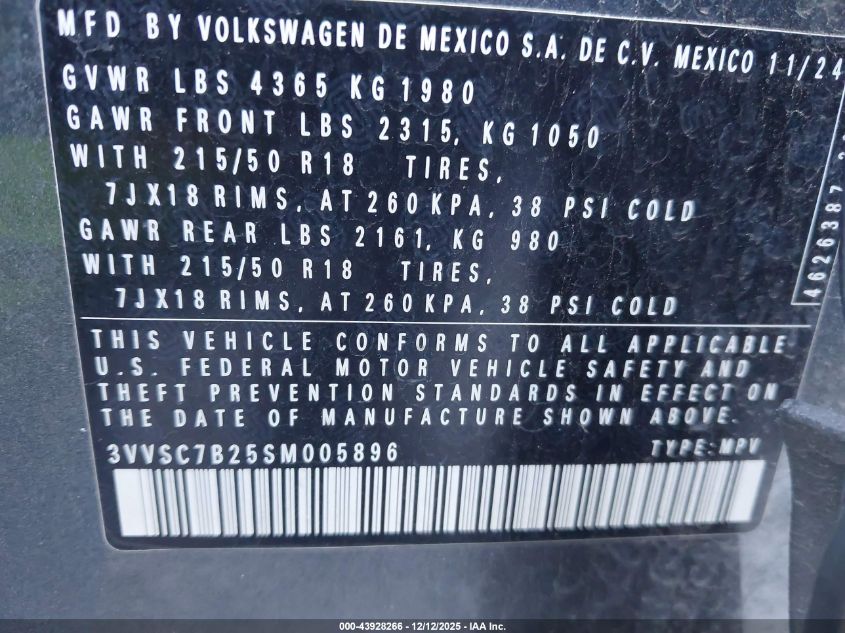 MFD BY VOLKSWAGEN DE MEXICO S.A. DE C.V. MEXICO 11/24
GVWR LBS 4365 KG 1980
GAWR FRONT LBS 2315, KG 1050
WITH 215/50 R18 TIRES,
7JX18 RIMS, AT 260 KPA, 38 PSI COLD
GAWR REAR LBS 2161, KG 980
WITH 215/50 R18 TIRES,
7JX18 RIMS, AT 260 KPA, 38 PSI COLD
4626387
THIS VEHICLE CONFORMS TO ALL APPLICABLE
U.S. FEDERAL MOTOR VEHICLE SAFETY AND
THEFT PREVENTION STANDARDS IN EFFECT ON
THE DATE OF MANUFACTURE SHOWN ABOVE.
3VVSC7B25SM005896 TYPE: MPV
000-43928266 - 12/12/2025 - IAA Inc.